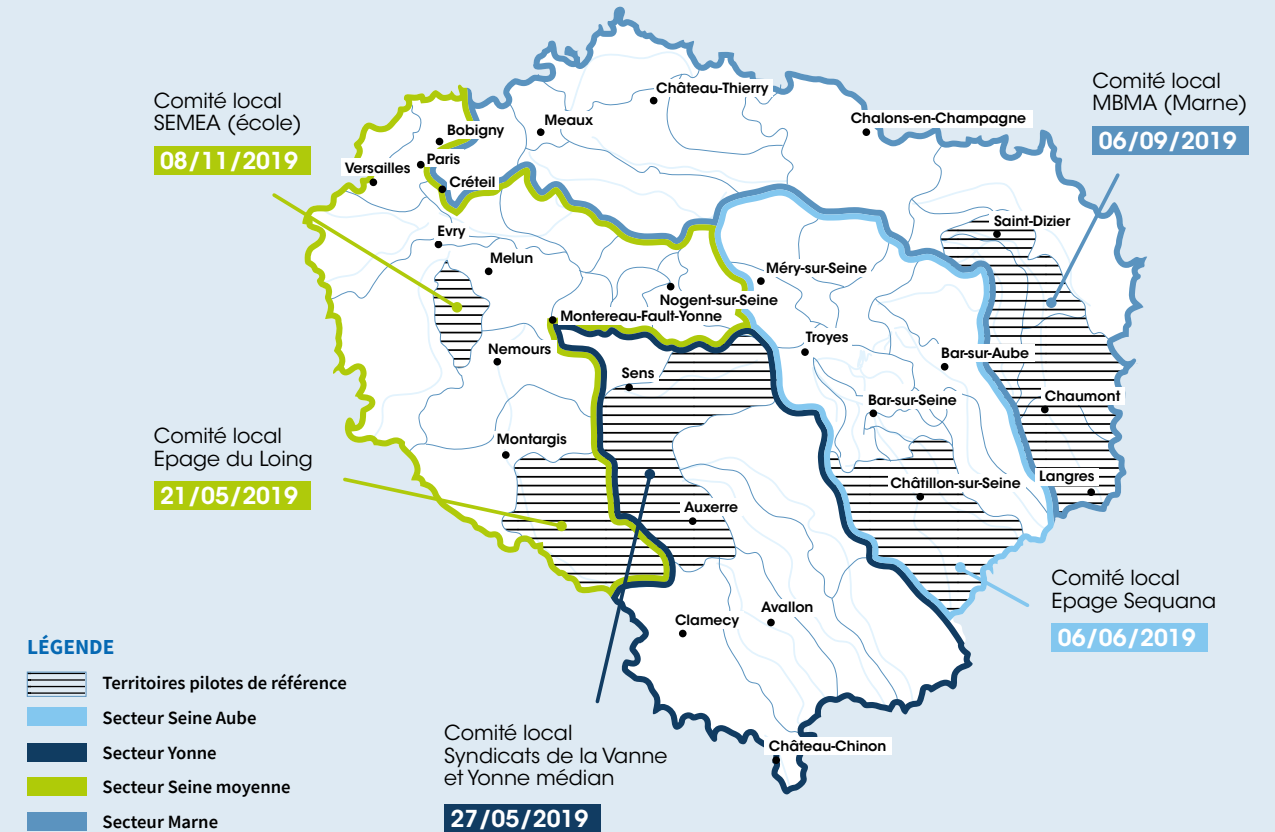 Comité local
SEMEA (école)
08/11/2019
Comité local
MBMA (Marne)
06/09/2019
Château-Thierry
Meaux
Chalons-en-Champagne
Bobigny
Paris
Versailles
Créteil
Saint-Dizier
Evry
Melun
Méry-sur-Seine
Nogent-sur-Seine
Montereau-Fault-Yonne
Troyes
Nemours
Bar-sur-Aube
Sens
Bar-sur-Seine
Chaumont
Comité local
Epage du Loing
21/05/2019
Montargis
Châtillon-sur-Seine
Langres
Auxerre
Comité local
Epage Sequana
06/06/2019
Avallon
Clamecy
Château-Chinon
Comité local
Syndicats de la Vanne
et Yonne médian
27/05/2019
LÉGENDE
Territoires pilotes de référence
Secteur Seine Aube
Secteur Yonne
Secteur Seine moyenne
Secteur Marne